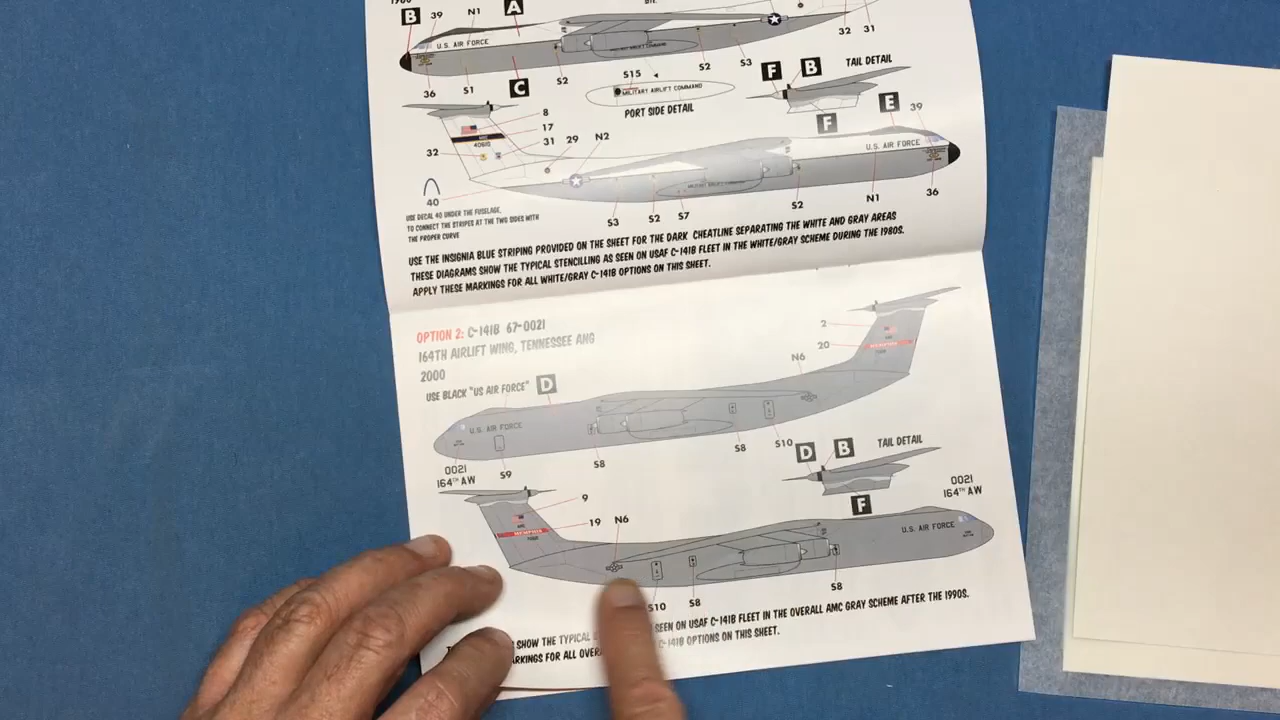 B
39
N1
A
U.S. AIR FORCE
36
S1
C
S2
S15
S2
S3
32
31
MILITARY AIRLIFT COMMAND
PORT SIDE DETAIL
F
B
TAIL DETAIL
F
E
39
8
17
31
29
N2
32
40
U.S. AIR FORCE
S3
S2
S7
S2
N1
36
USE DECAL 40 UNDER THE FUSELAGE,
TO CONNECT THE STRIPES AT THE TWO SIDES WITH
THE PROPER CURVE
USE THE INSIGNIA BLUE STRIPING PROVIDED ON THE SHEET FOR THE DARK CHEATLINE SEPARATING THE WHITE AND GRAY AREAS
THESE DIAGRAMS SHOW THE TYPICAL STENCILLING AS SEEN ON USAF C-141B FLEET IN THE WHITE/GRAY SCHEME DURING THE 1980S.
APPLY THESE MARKINGS FOR ALL WHITE/GRAY C-141B OPTIONS ON THIS SHEET.
OPTION 2: C-141B 67-0021
164TH AIRLIFT WING, TENNESSEE ANG
2000
USE BLACK "US AIR FORCE"
D
2
20
MEMPHIS
N6
U.S. AIR FORCE
0021
164TH AW
S9
S8
S8
S10
D
B
TAIL DETAIL
F
0021
164TH AW
9
19
N6
MEMPHIS
U.S. AIR FORCE
S10
S8
S8
SHOW THE TYPICAL
SEEN ON USAF C-141B FLEET IN THE OVERALL AMC GRAY SCHEME AFTER THE 1990S.
MARKINGS FOR ALL
C-141B OPTIONS ON THIS SHEET.